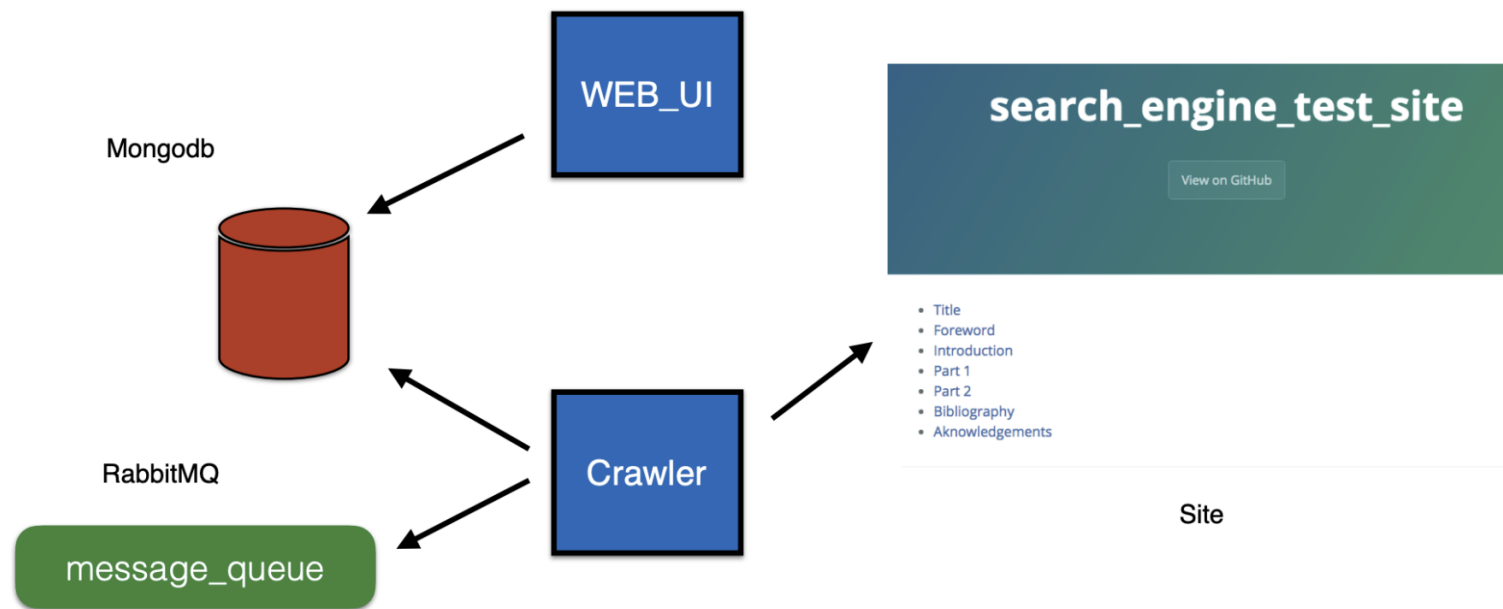 WEB_UI
Mongodb
search_engine_test_site
View on GitHub
Title
Foreword
Introduction
Part 1
Part 2
Bibliography
Aknowledgements
RabbitMQ
Crawler
Site
message_queue